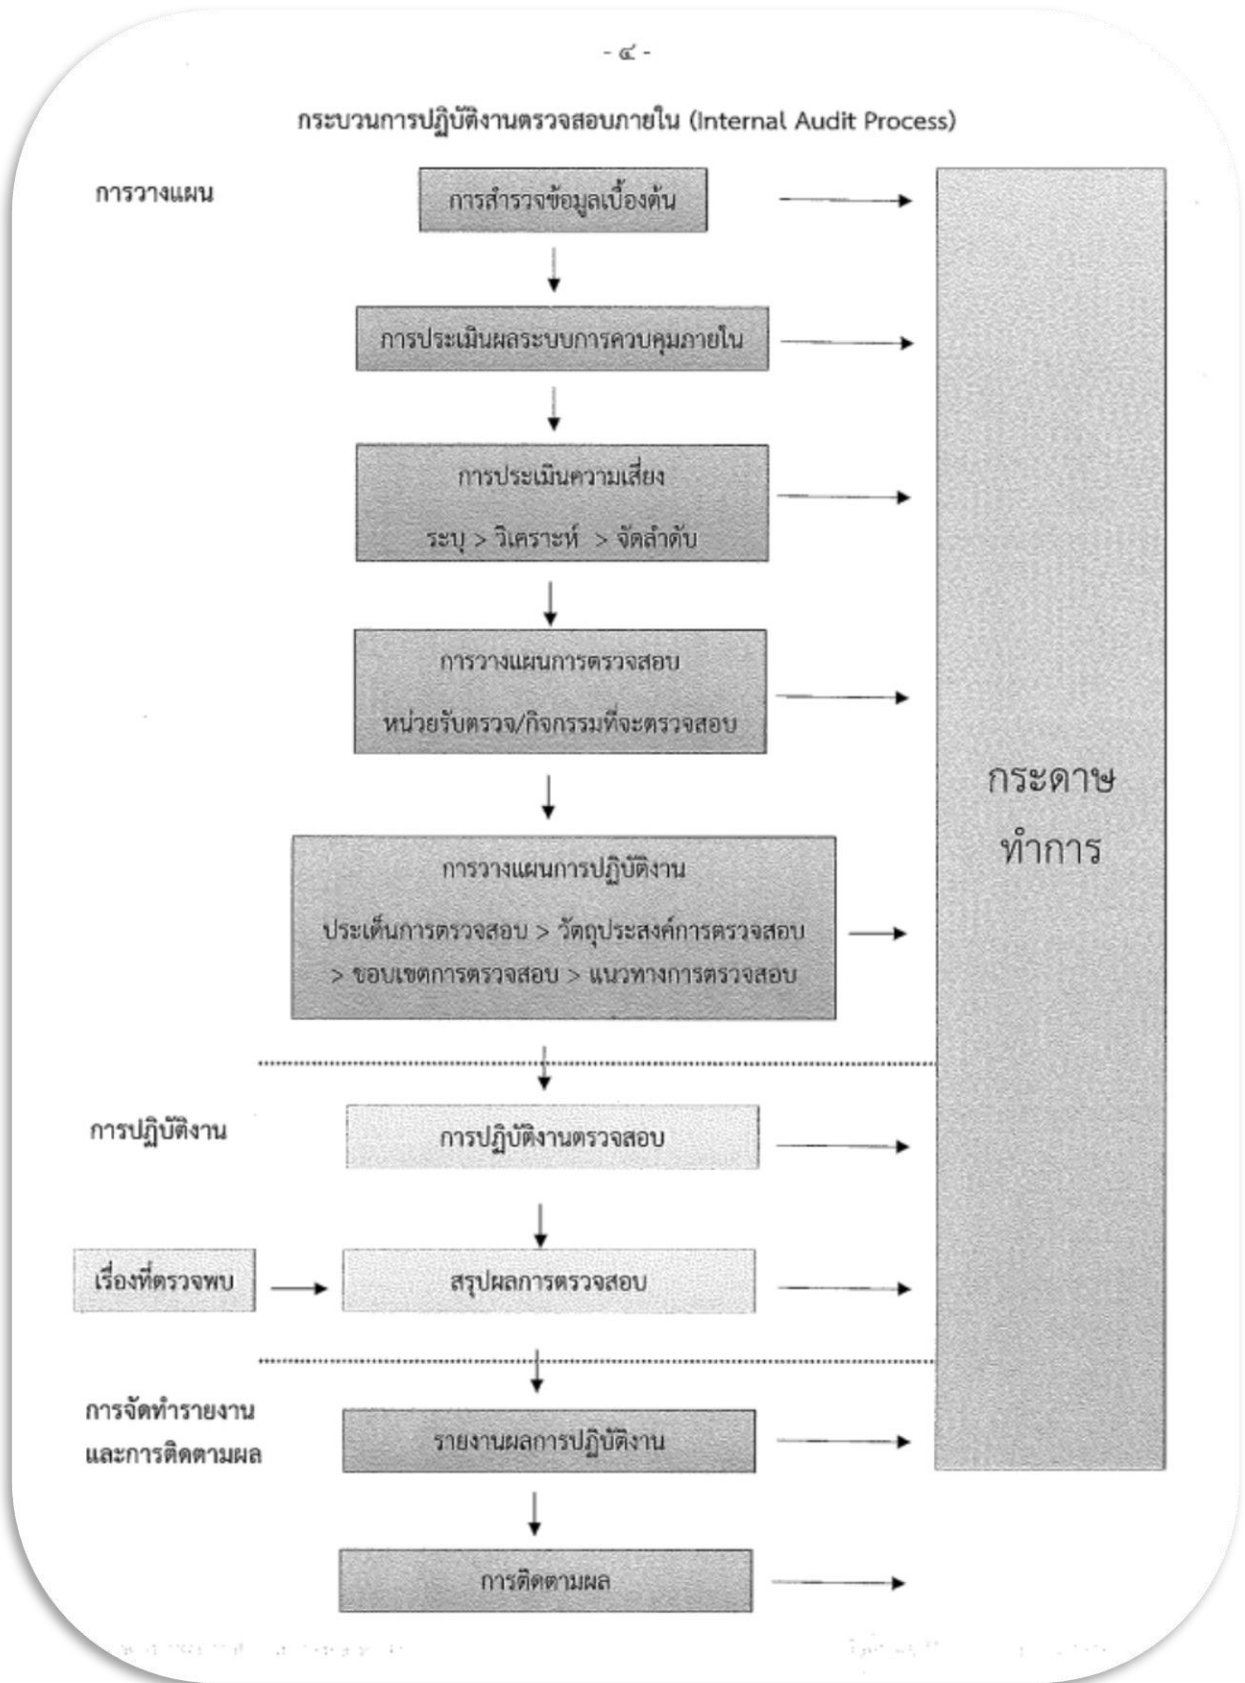 - ๔ -
กระบวนการปฏิบัติงานตรวจสอบภายใน (Internal Audit Process)
การวางแผน
การสำรวจข้อมูลเบื้องต้น
การประเมินผลระบบการควบคุมภายใน
การประเมินความเสี่ยง
ระบุ > วิเคราะห์ > จัดลำดับ
การวางแผนการตรวจสอบ
หน่วยรับตรวจ/กิจกรรมที่จะตรวจสอบ
กระดาษ
ทำการ
การวางแผนการปฏิบัติงาน
ประเด็นการตรวจสอบ > วัตถุประสงค์การตรวจสอบ
> ขอบเขตการตรวจสอบ > แนวทางการตรวจสอบ
การปฏิบัติงาน
การปฏิบัติงานตรวจสอบ
เรื่องที่ตรวจพบ
สรุปผลการตรวจสอบ
การจัดทำรายงาน
และการติดตามผล
รายงานผลการปฏิบัติงาน
การติดตามผล